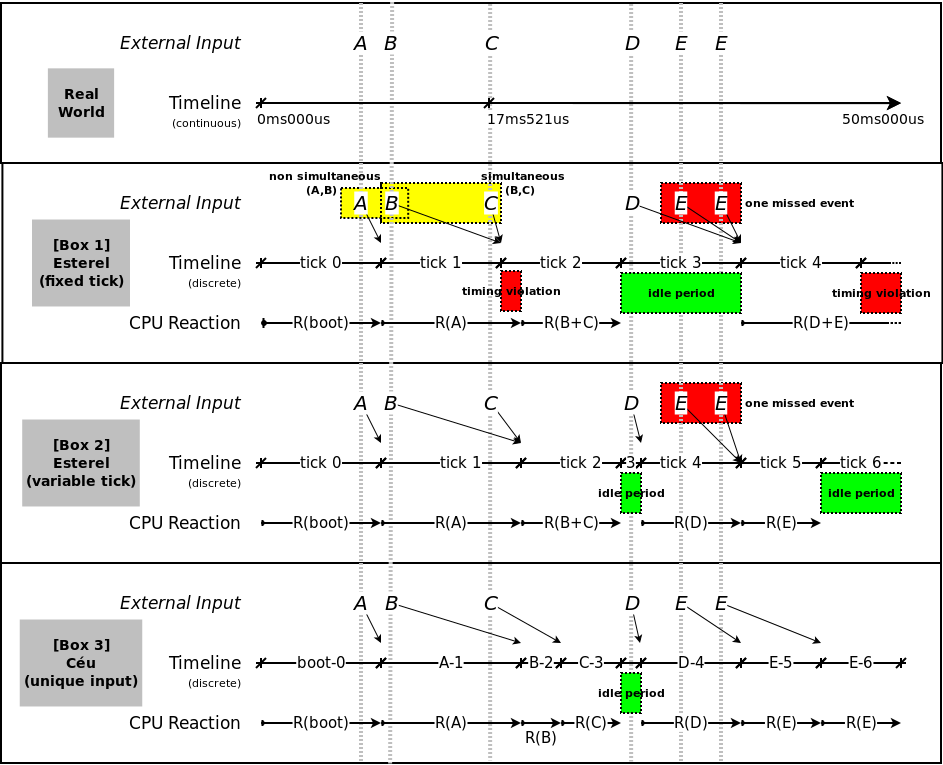 External Input A B C D E E
Real
World
Timeline
(continuous)
0ms000us 17ms521us 50ms000us
non simultaneous
(A,B)
simultaneous
(B,C)
External Input A B C D E E one missed event
[Box 1]
Esterel
(fixed tick)
Timeline tick 0 tick 1 tick 2 tick 3 tick 4
(discrete)
timing violation idle period timing violation
CPU Reaction R(boot) R(A) R(B+C) R(D+E)
External Input A B C D E E one missed event
[Box 2]
Esterel
(variable tick)
Timeline tick 0 tick 1 tick 2 3 tick 4 tick 5 tick 6
(discrete)
idle period idle period
CPU Reaction R(boot) R(A) R(B+C) R(D) R(E)
External Input A B C D E E
[Box 3]
Céu
(unique input)
Timeline boot-0 A-1 B-2 C-3 D-4 E-5 E-6
(discrete)
idle period
CPU Reaction R(boot) R(A) R(C) R(D) R(E) R(E)
R(B)